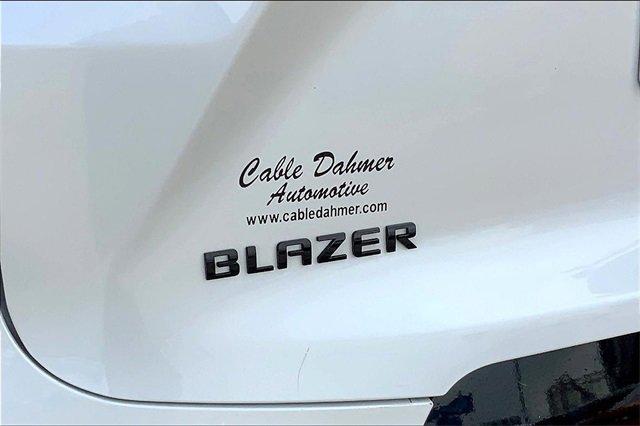 Cable Dahmer
Automotive
www.cabledahmer.com
BLAZER